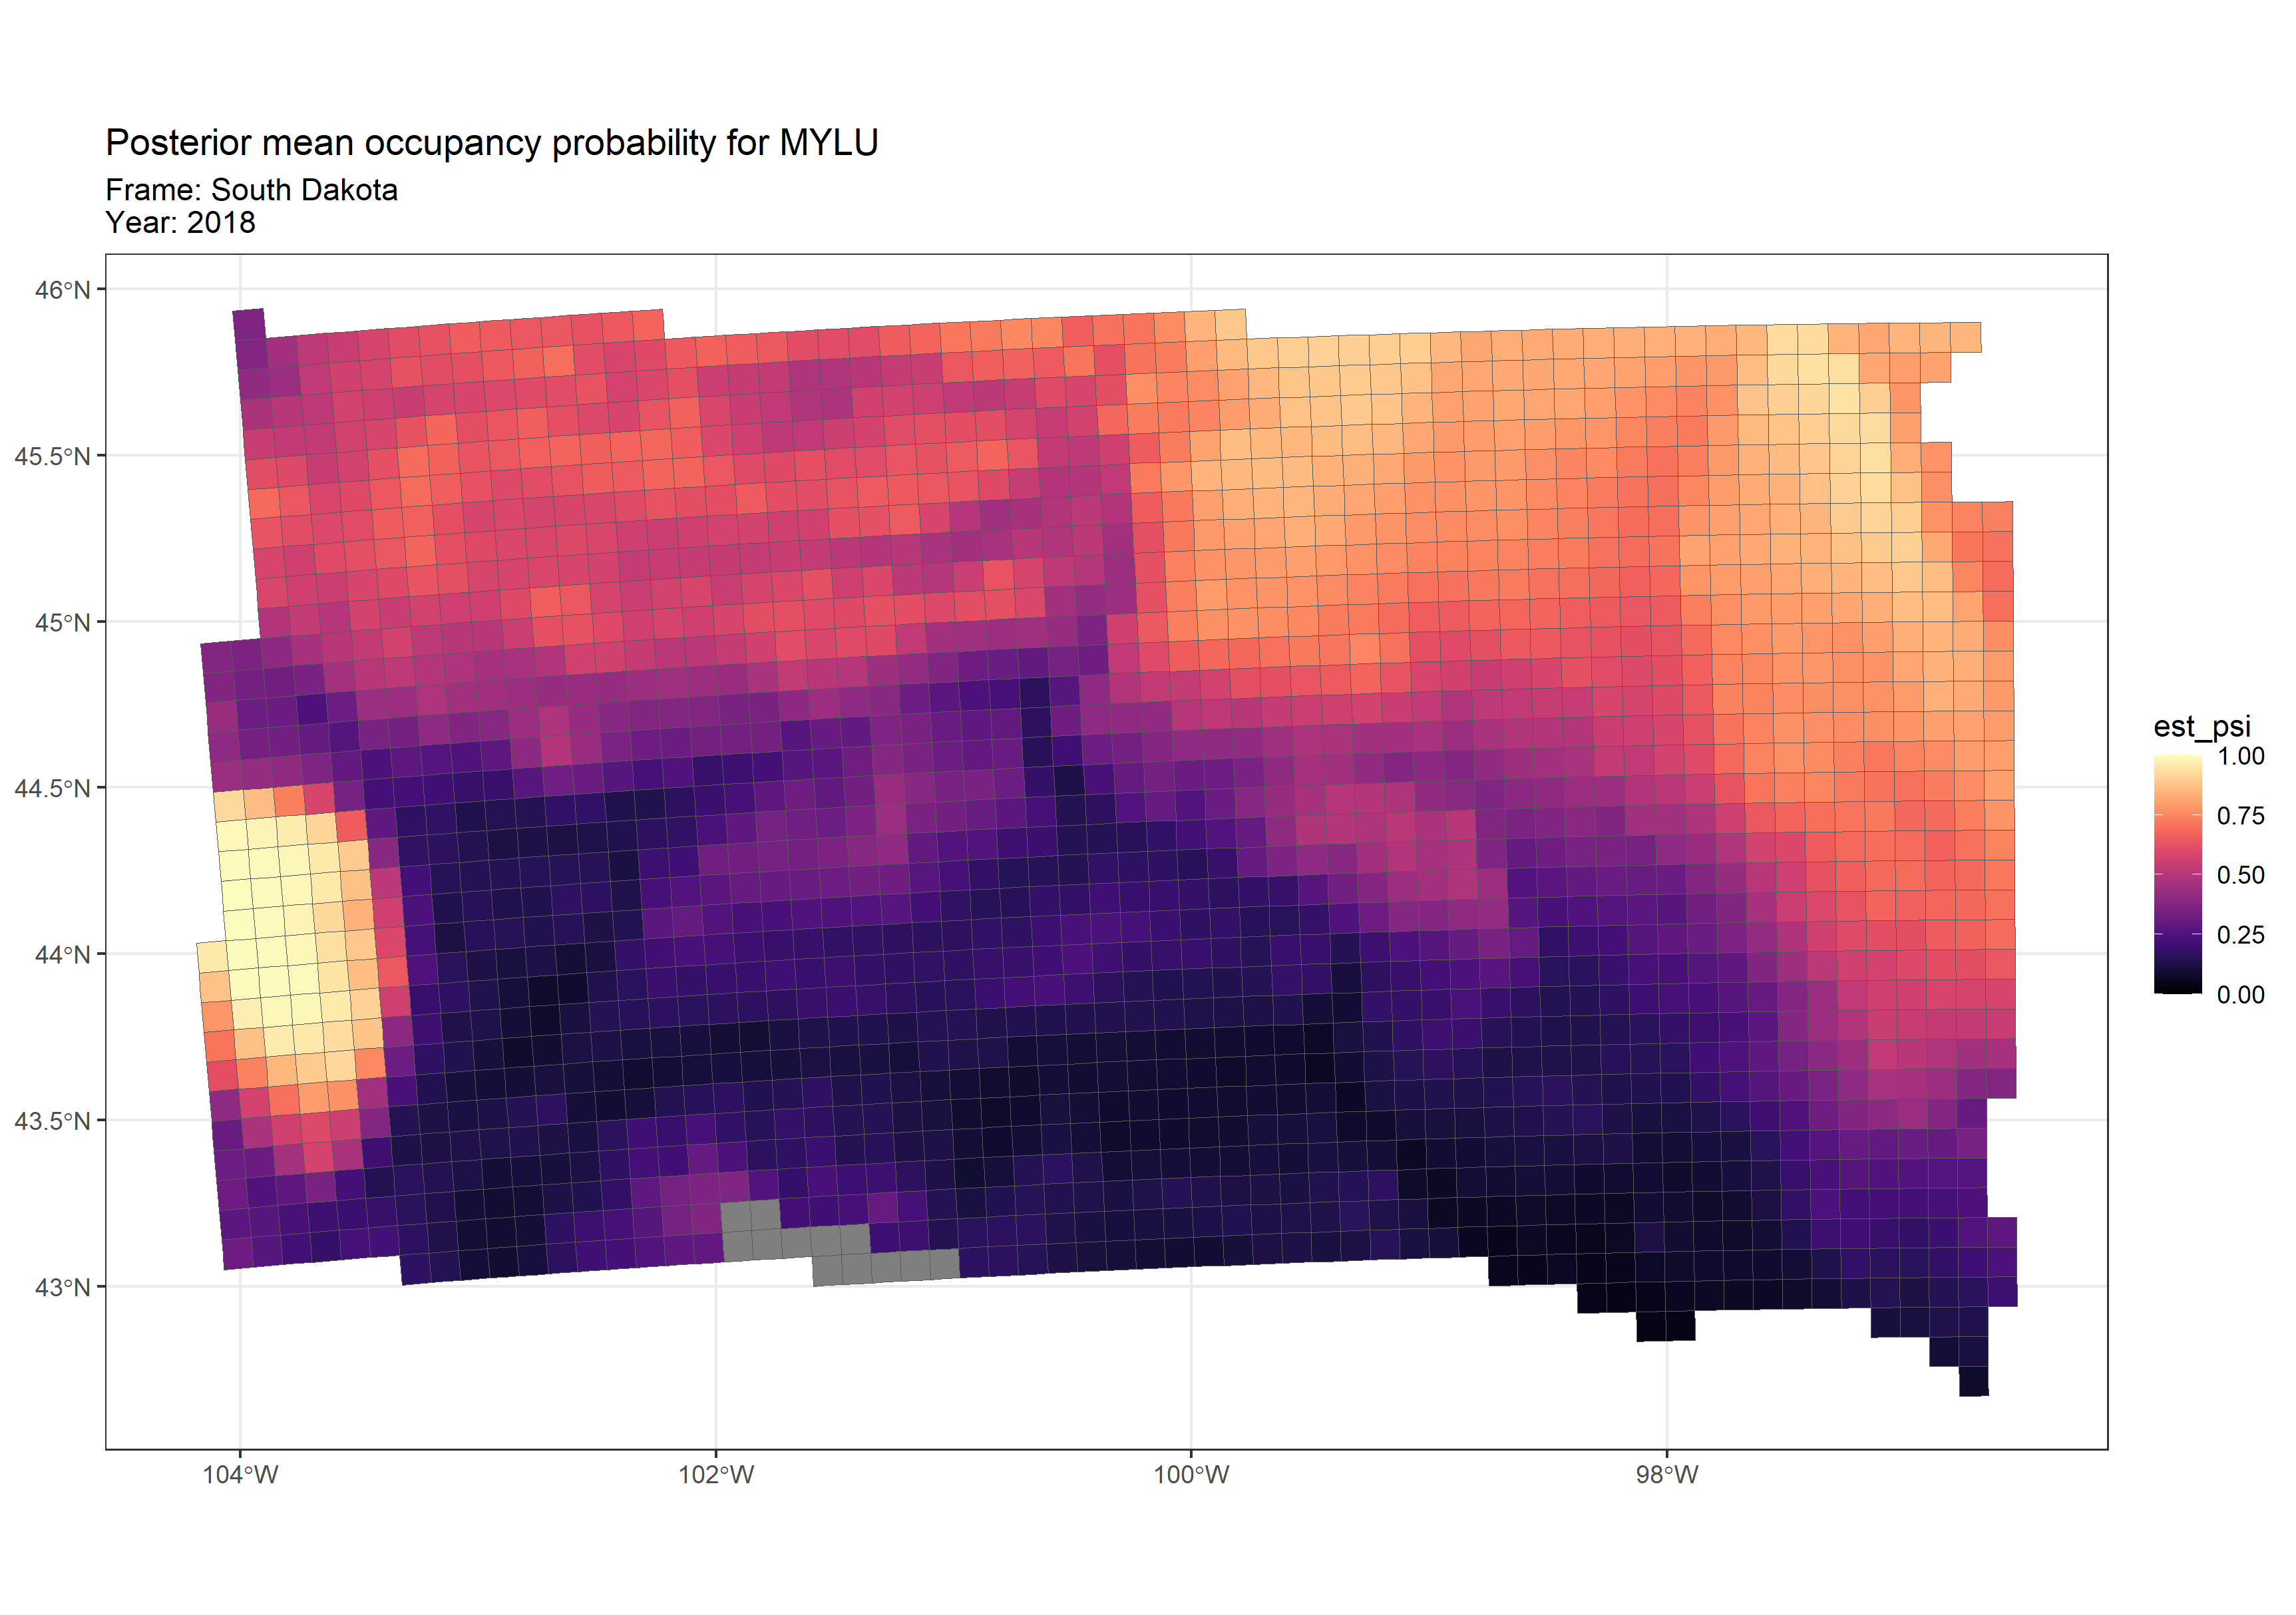 Posterior mean occupancy probability for MYLU
Frame: South Dakota
Year: 2018
46°N
45.5°N
45°N
44.5°N
44°N
43.5°N
43°N
104°W
102°W
100°W
98°W
est_psi
1.00
0.75
0.50
0.25
0.00